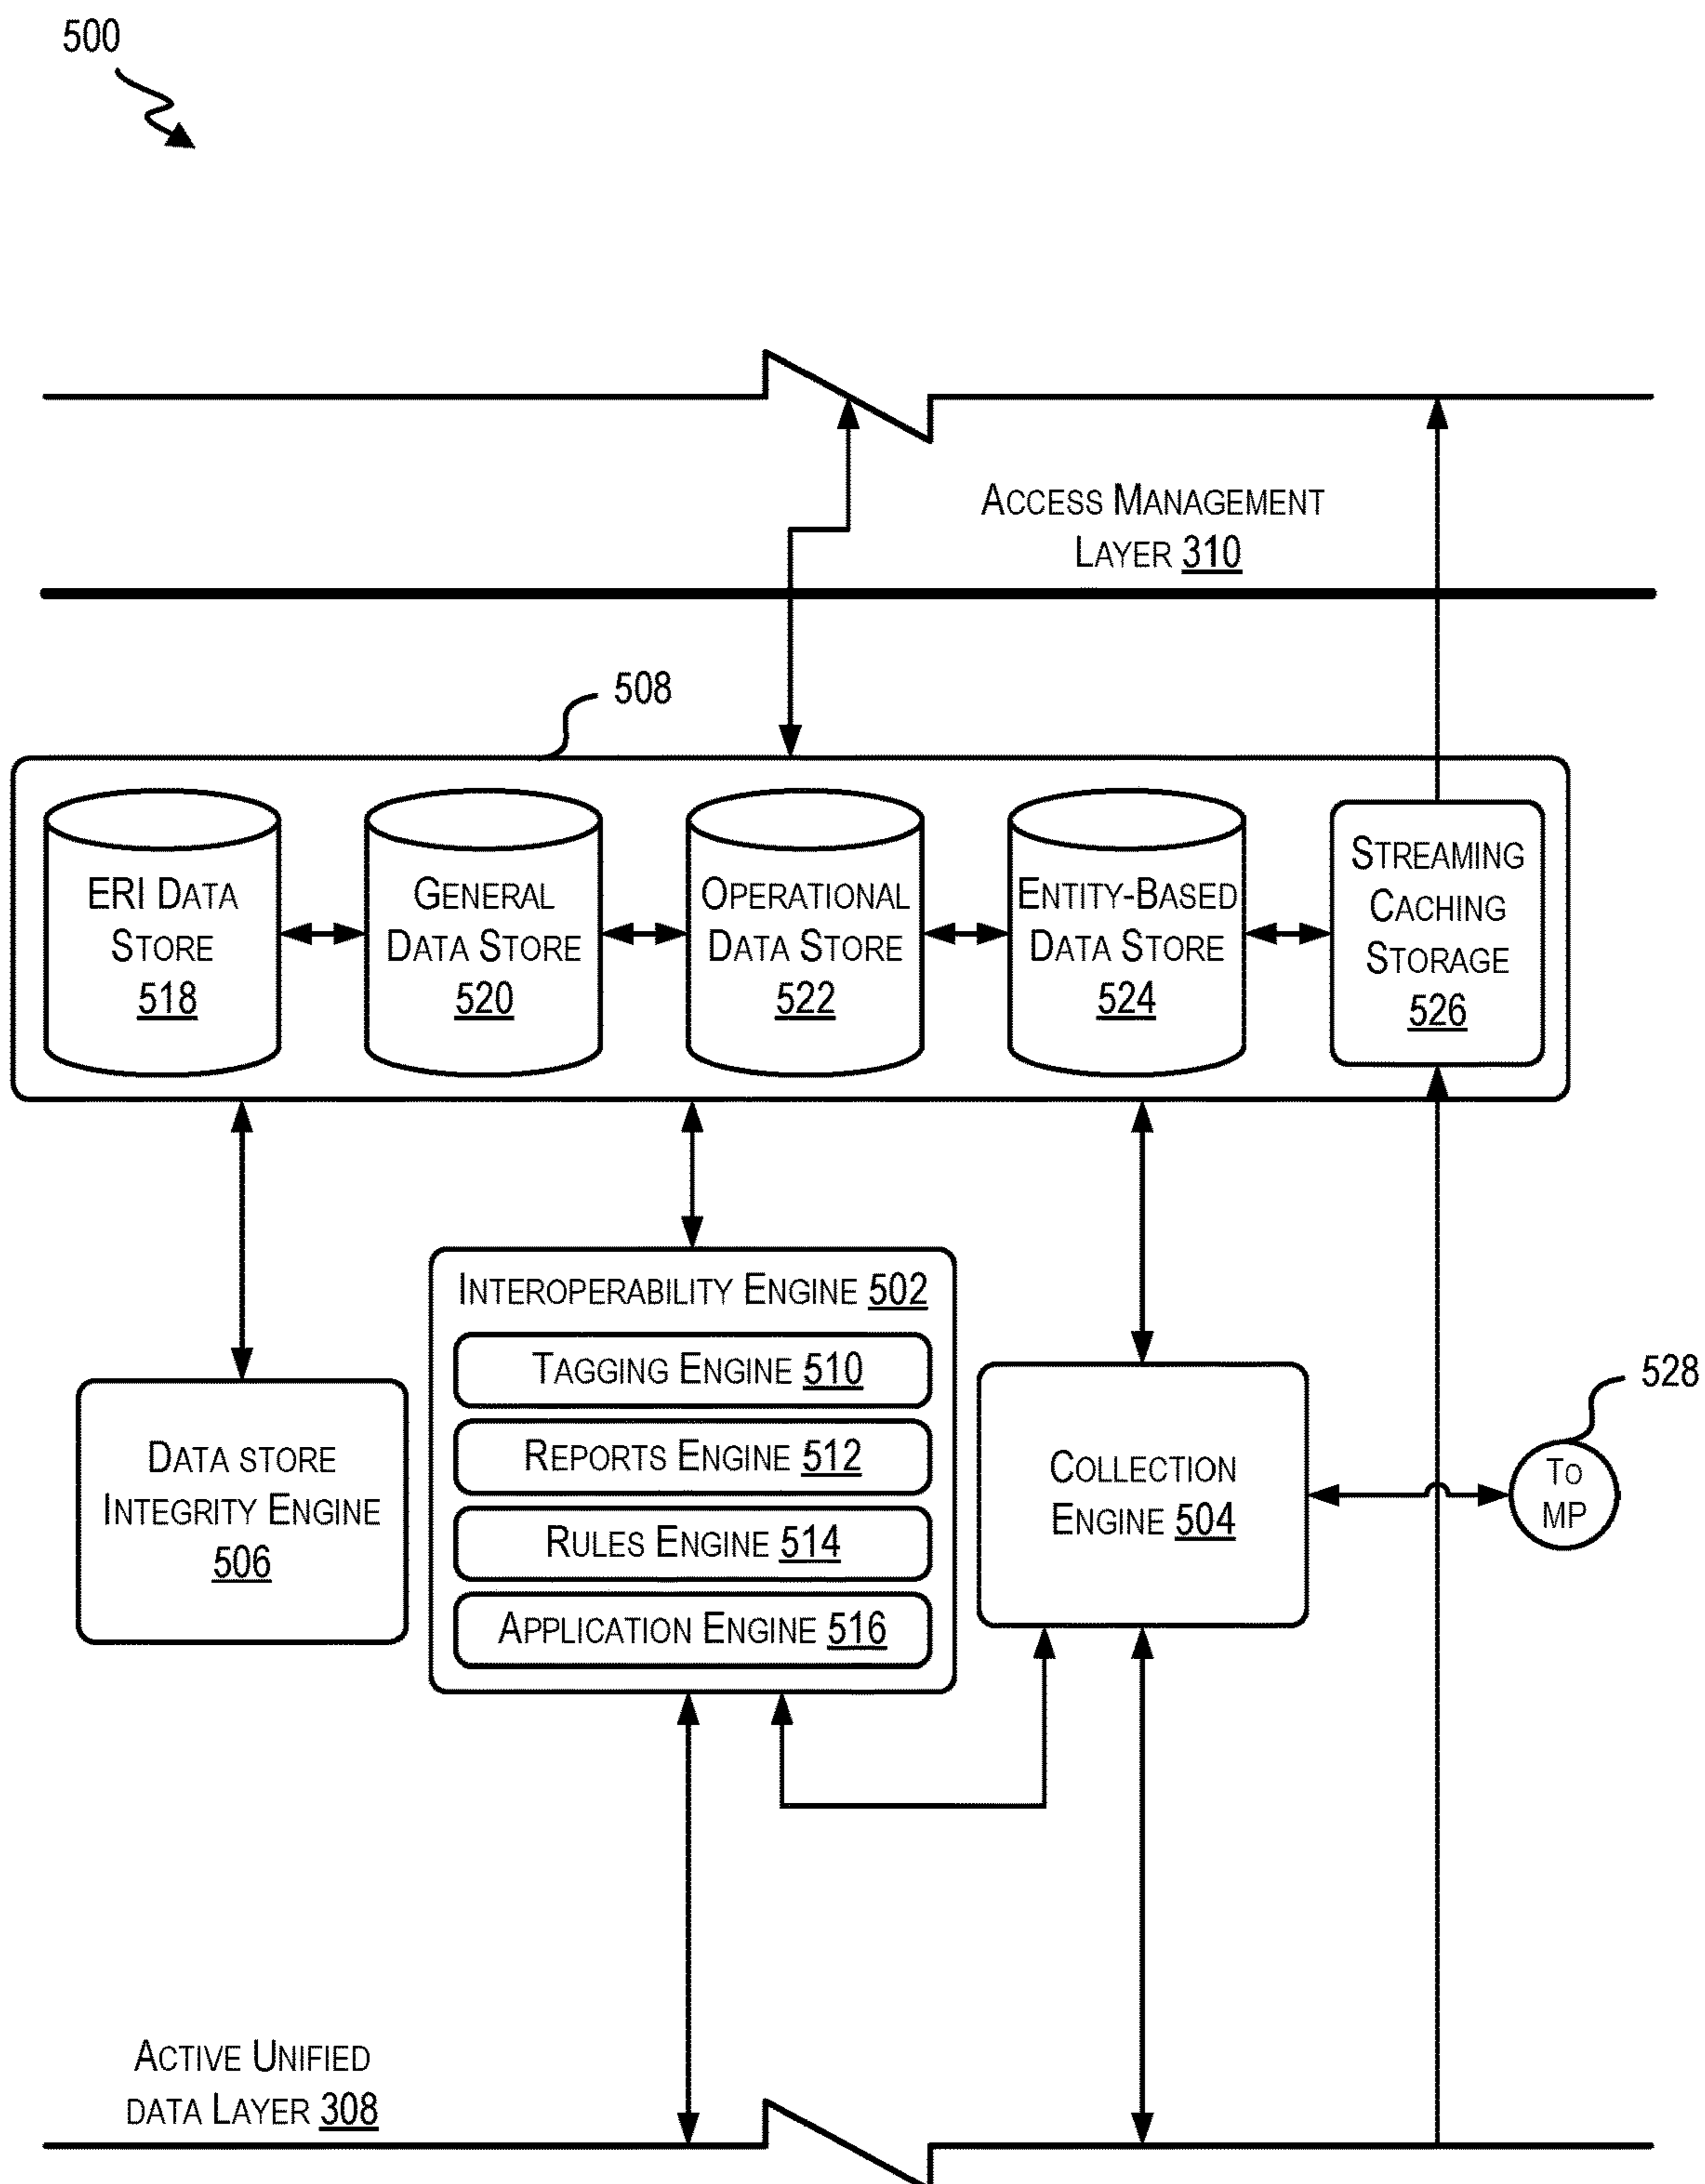 500
ACCESS MANAGEMENT
LAYER 310
508
ERI DATA
STORE
518
GENERAL
DATA STORE
520
OPERATIONAL
DATA STORE
522
ENTITY-BASED
DATA STORE
524
STREAMING
CACHING
STORAGE
526
INTEROPERABILITY ENGINE 502
TAGGING ENGINE 510
REPORTS ENGINE 512
RULES ENGINE 514
APPLICATION ENGINE 516
DATA STORE
INTEGRITY ENGINE
506
COLLECTION
ENGINE 504
528
TO
MP
ACTIVE UNIFIED
DATA LAYER 308